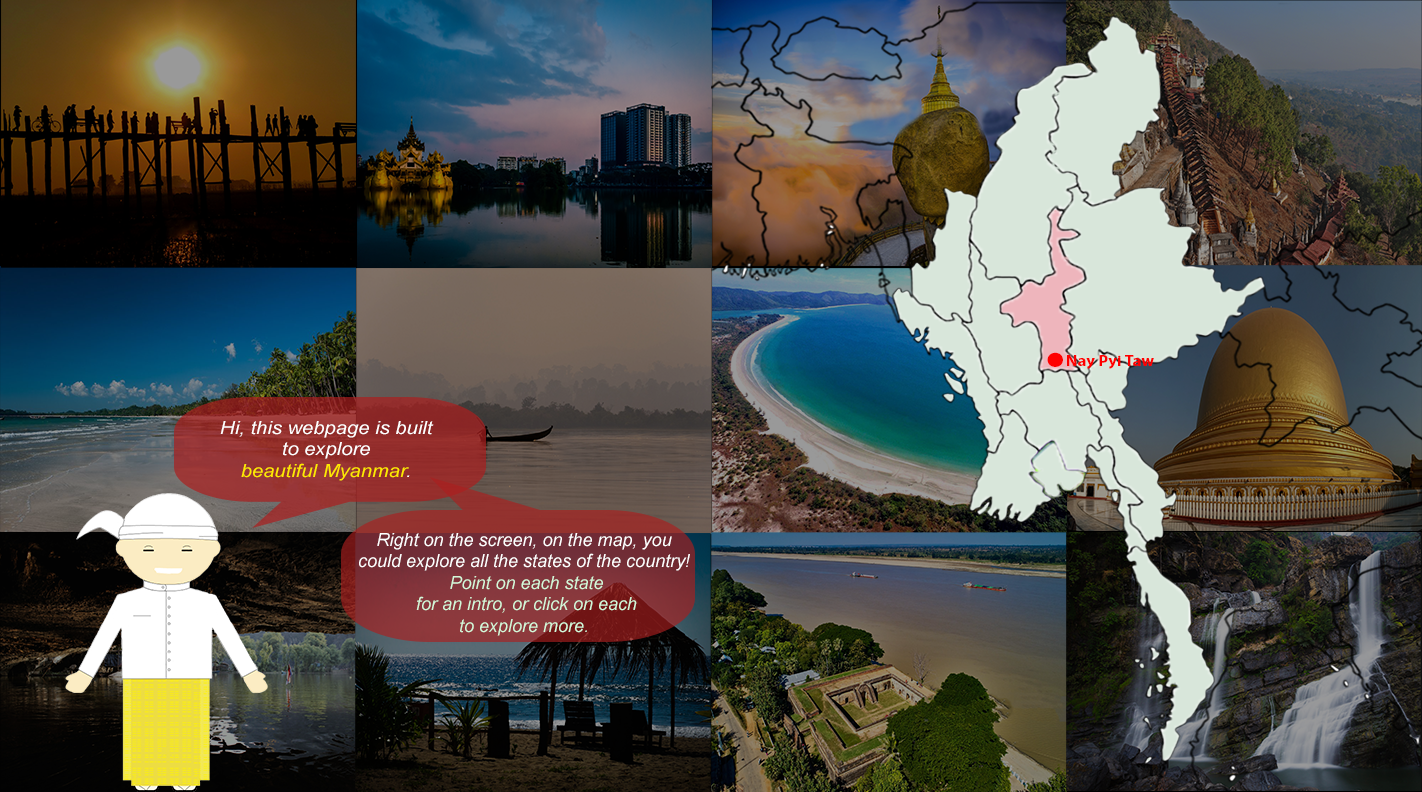 Hi, this webpage is built
to explore
beautiful Myanmar.
Right on the screen, on the map, you
could explore all the states of the country!
Point on each state
for an intro, or click on each
to explore more.
Nay Pyi Taw